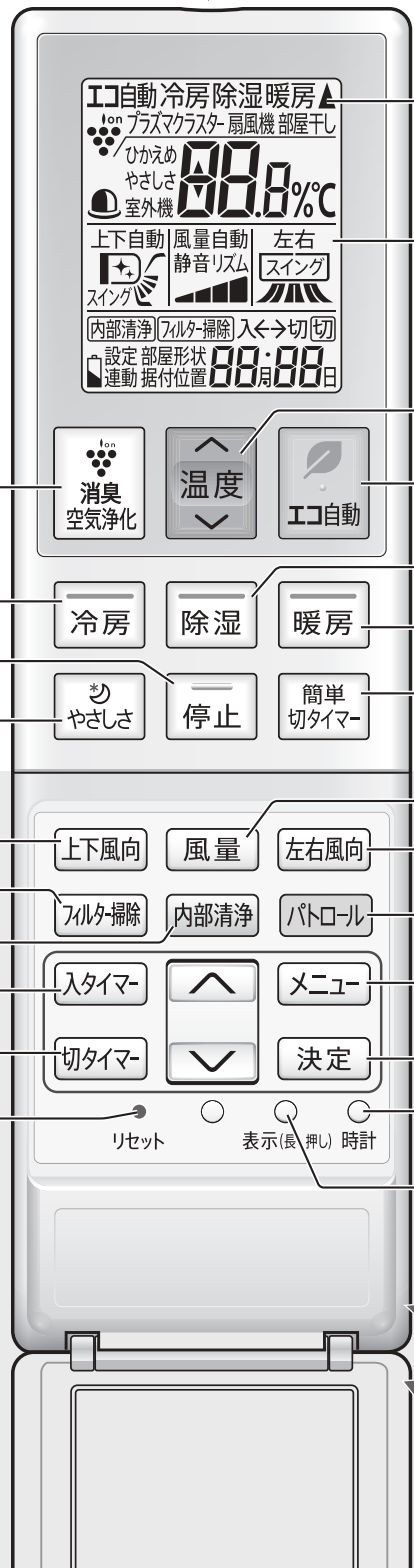 エコ自動 冷房 除湿 暖房
ion プラズマクラスター 扇風機 部屋干し
ひかえめ
やさしさ
室外機
88.8%℃
上下自動 風量自動 左右
静音リズム スイング
スイング
内部清浄 フィルター掃除 入←→切 切
設定 部屋形状
連動 据付位置 88月:88日
ion
消臭
空気浄化
温度
エコ自動
冷房 除湿 暖房
やさしさ 停止 簡単
切タイマー
上下風向 風量 左右風向
フィルター掃除 内部清浄 パトロール
入タイマー メニュー
切タイマー 決定
リセット 表示(長押し) 時計